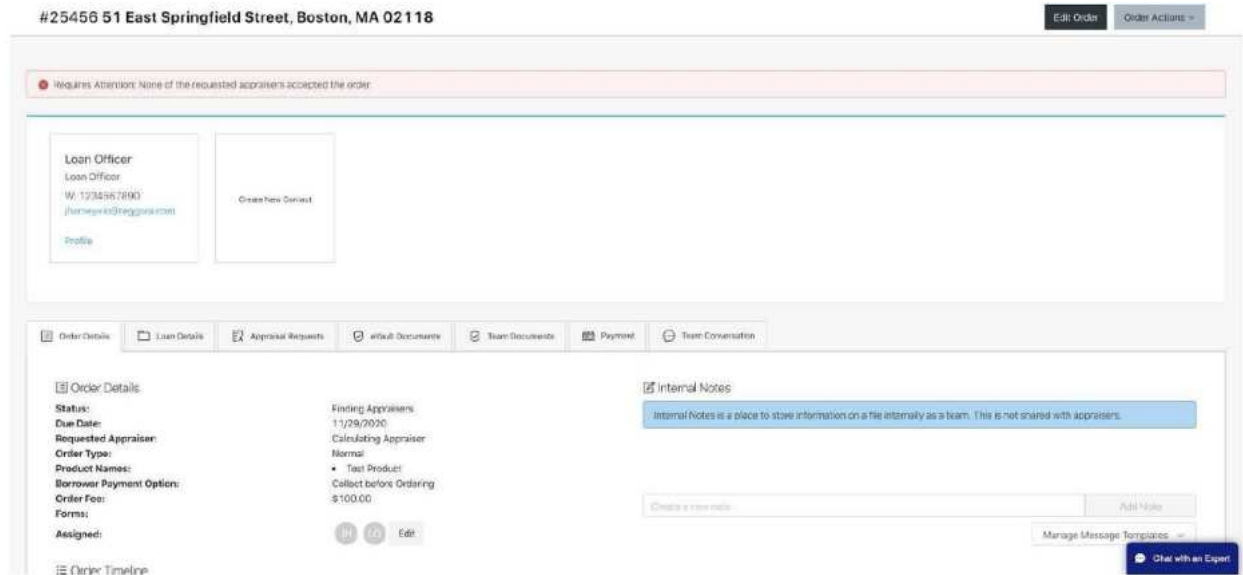 #25456 51 East Springfield Street, Boston, MA 02118
Edit Order
Order Actions
Requires Attention: None of the requested appraisers accepted the order.
Loan Officer
Loan Officer
W: 1234567890
Profile
Create New Contact
Order Details
Loan Details
Appraisal Requests
Documents
Team Documents
Payment
Team Conversation
Order Details
Status: Finding Appraisers
Due Date: 11/29/2020
Requested Appraiser: Calculating Appraiser
Order Type: Normal
Product Names: • Test Product
Borrower Payment Option: Collect before Ordering
Order Fee: $100.00
Forms:
Assigned: LO Edit
Order Timeline
Internal Notes
Internal Notes is a place to store information on a file internally as a team. This is not shared with appraisers.
Create a new note
Add Note
Manage Message Templates
Chat with an Expert